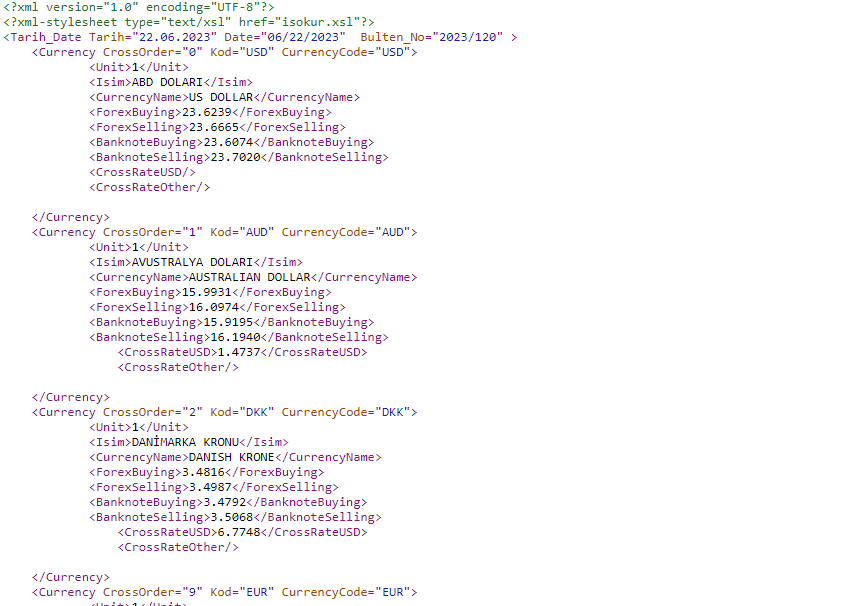 <?xml version="1.0" encoding="UTF-8"?>
<?xml-stylesheet type="text/xsl" href="isokur.xsl"?>
<Tarih_Date Tarih="22.06.2023" Date="06/22/2023"  Bulten_No="2023/120" >
<Currency CrossOrder="0" Kod="USD" CurrencyCode="USD">
<Unit>1</Unit>
<Isim>ABD DOLARI</Isim>
<CurrencyName>US DOLLAR</CurrencyName>
<ForexBuying>23.6239</ForexBuying>
<ForexSelling>23.6665</ForexSelling>
<BanknoteBuying>23.6074</BanknoteBuying>
<BanknoteSelling>23.7020</BanknoteSelling>
<CrossRateUSD/>
<CrossRateOther/>
</Currency>
<Currency CrossOrder="1" Kod="AUD" CurrencyCode="AUD">
<Unit>1</Unit>
<Isim>AVUSTRALYA DOLARI</Isim>
<CurrencyName>AUSTRALIAN DOLLAR</CurrencyName>
<ForexBuying>15.9931</ForexBuying>
<ForexSelling>16.0974</ForexSelling>
<BanknoteBuying>15.9195</BanknoteBuying>
<BanknoteSelling>16.1940</BanknoteSelling>
<CrossRateUSD>1.4737</CrossRateUSD>
<CrossRateOther/>
</Currency>
<Currency CrossOrder="2" Kod="DKK" CurrencyCode="DKK">
<Unit>1</Unit>
<Isim>DANİMARKA KRONU</Isim>
<CurrencyName>DANISH KRONE</CurrencyName>
<ForexBuying>3.4816</ForexBuying>
<ForexSelling>3.4987</ForexSelling>
<BanknoteBuying>3.4792</BanknoteBuying>
<BanknoteSelling>3.5068</BanknoteSelling>
<CrossRateUSD>6.7748</CrossRateUSD>
<CrossRateOther/>
</Currency>
<Currency CrossOrder="9" Kod="EUR" CurrencyCode="EUR">
<Unit>1</Unit>